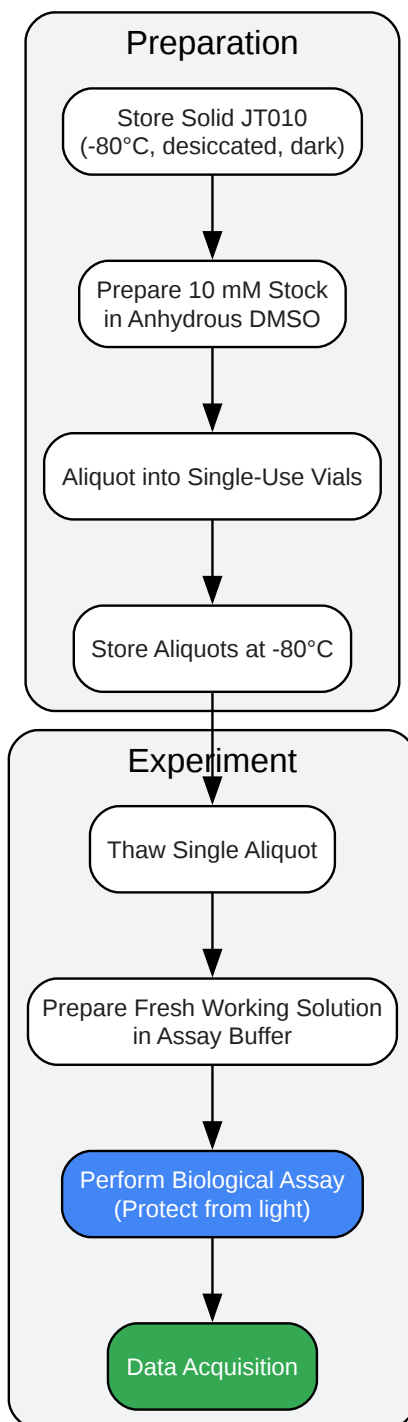 Preparation
Store Solid JT010
(-80°C, desiccated, dark)
Prepare 10 mM Stock
in Anhydrous DMSO
Aliquot into Single-Use Vials
Store Aliquots at -80°C
Experiment
Thaw Single Aliquot
Prepare Fresh Working Solution
in Assay Buffer
Perform Biological Assay
(Protect from light)
Data Acquisition